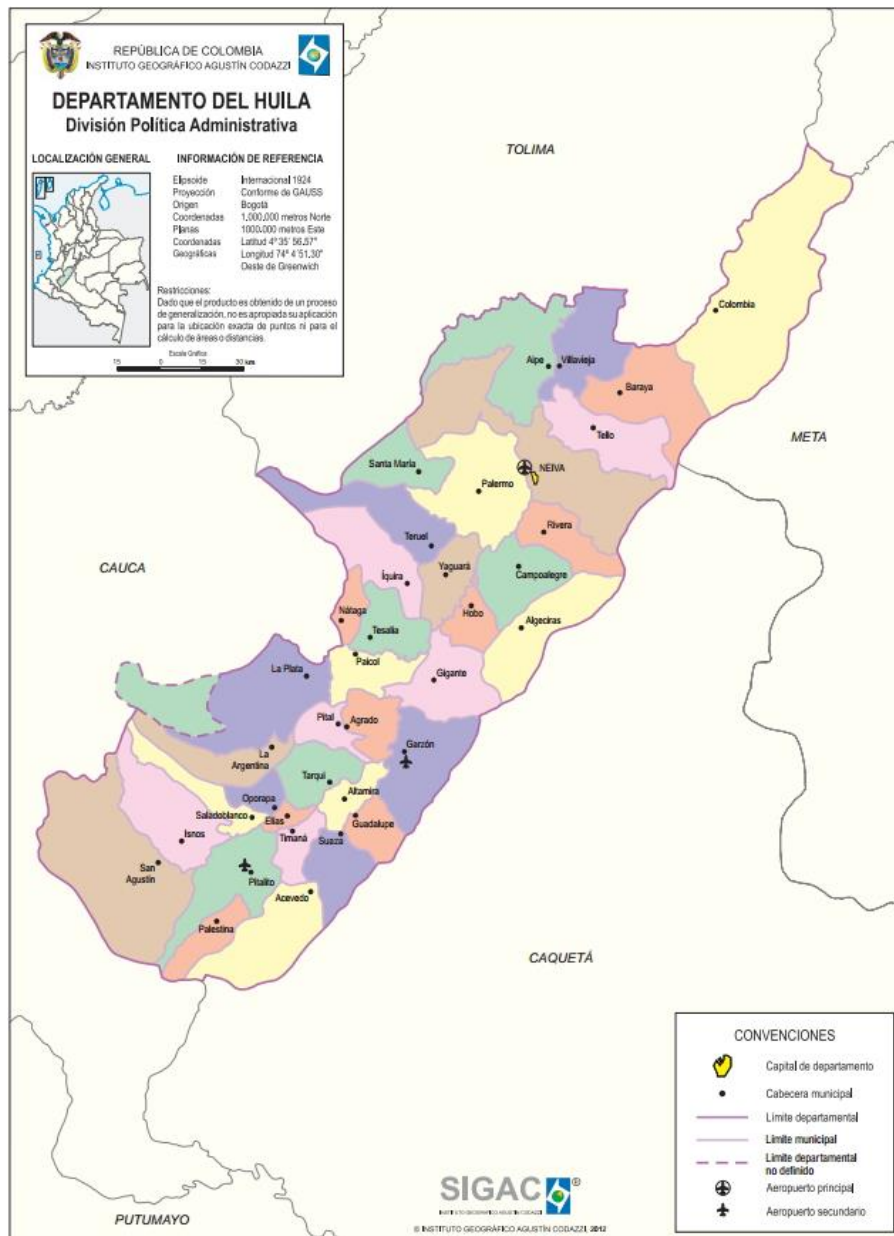 REPÚBLICA DE COLOMBIA
INSTITUTO GEOGRÁFICO AGUSTÍN CODAZZI
DEPARTAMENTO DEL HUILA
División Política Administrativa
LOCALIZACIÓN GENERAL
INFORMACIÓN DE REFERENCIA
Elipsoide Internacional 1924
Proyección Conforme de GAUSS
Origen Bogotá
Coordenadas 1,000,000 metros Norte
Planas 1000.000 metros Este
Coordenadas Latitud 4° 35' 56,57"
Geográficas Longitud 74° 4' 51,30"
Oeste de Greenwich
Restricciones:
Dado que el producto es obtenido de un proceso
de generalización, no es apropiada su aplicación
para la ubicación exacta de puntos ni para el
cálculo de áreas o distancias.
Escala Gráfica
15 0 15 30 km
TOLIMA
Colombia
Aipe
Villavieja
Baraya
Tello
META
Santa María
NEIVA
Palermo
Rivera
Teruel
CAUCA
Yaguará
Campoalegre
Íquira
Nátaga
Hobo
Algeciras
Tesalia
Paicol
La Plata
Gigante
Pital
Agrado
Garzón
La
Argentina
Tarqui
Altamira
Oporapa
Saladoblanco
Elías
Guadalupe
Isnos
Timaná
Suaza
San
Agustín
Pitalito
Acevedo
Palestina
CAQUETÁ
PUTUMAYO
CONVENCIONES
Capital de departamento
Cabecera municipal
Límite departamental
Límite municipal
Límite departamental
no definido
Aeropuerto principal
Aeropuerto secundario
SIGAC ®
INSTITUTO GEOGRAFICO AGUSTIN CODAZZI
© INSTITUTO GEOGRÁFICO AGUSTÍN CODAZZI, 2012